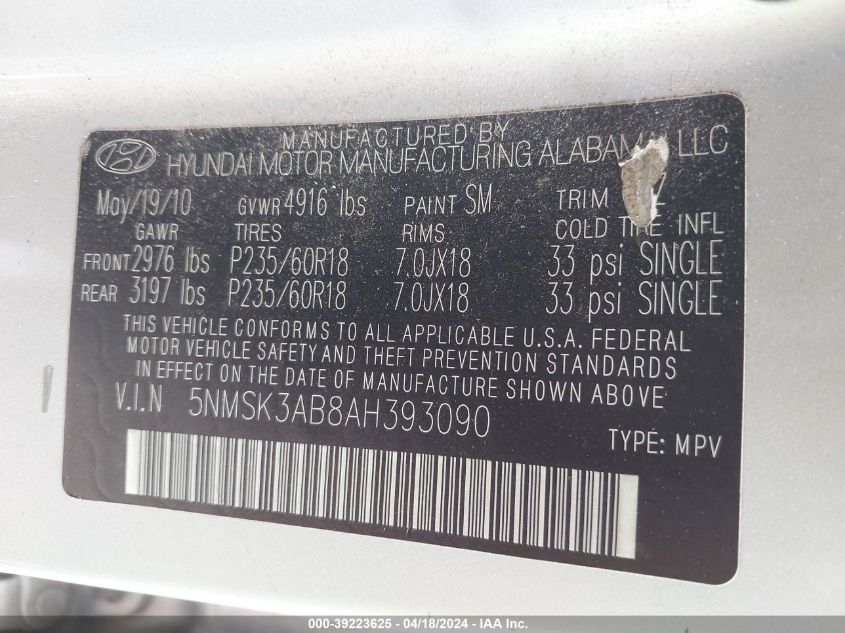 MANUFACTURED BY
HYUNDAI MOTOR MANUFACTURING ALABAMA LLC
May/19/10 GVWR 4916 lbs PAINT SM TRIM
GAWR TIRES RIMS COLD TIRE INFL
FRONT 2976 lbs P235/60R18 7.0JX18 33 psi SINGLE
REAR 3197 lbs P235/60R18 7.0JX18 33 psi SINGLE
THIS VEHICLE CONFORMS TO ALL APPLICABLE U.S.A. FEDERAL
MOTOR VEHICLE SAFETY AND THEFT PREVENTION STANDARDS
IN EFFECT ON THE DATE OF MANUFACTURE SHOWN ABOVE.
V.I.N 5NMSK3AB8AH393090
TYPE: MPV
000-39223625 - 04/18/2024 - IAA Inc.